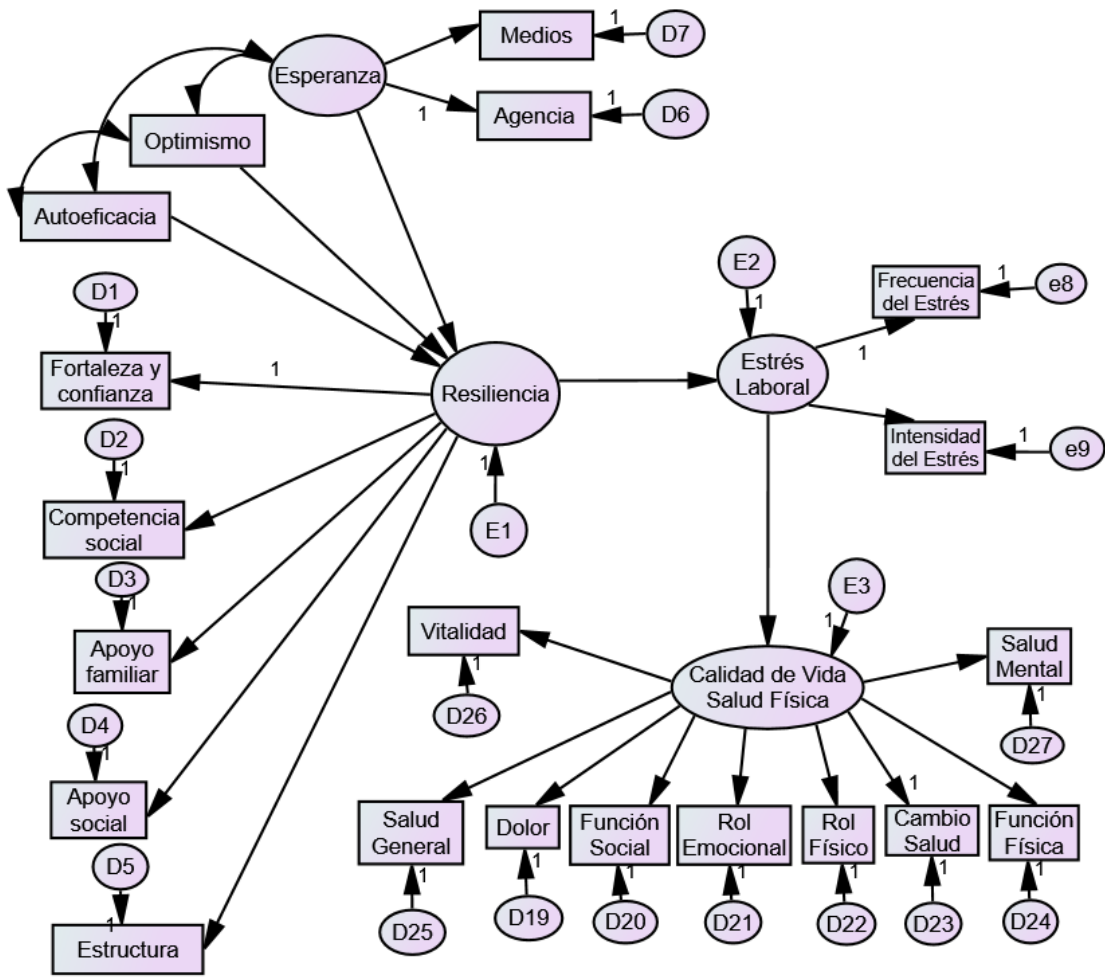 Medios
1
D7
Esperanza
Agencia
1
1
D6
Optimismo
Autoeficacia
D1
1
Fortaleza y
confianza
1
D2
1
Competencia
social
D3
1
Apoyo
familiar
D4
1
Apoyo
social
D5
1
Estructura
Resiliencia
1
E1
E2
1
Estrés
Laboral
Frecuencia
del Estrés
1
e8
1
Intensidad
del Estrés
1
e9
E3
1
Calidad de Vida
Salud Física
Vitalidad
1
D26
Salud
Mental
1
D27
Salud
General
1
D25
Dolor
1
D19
Función
Social
1
D20
Rol
Emocional
1
D21
Rol
Físico
1
D22
1
Cambio
Salud
1
D23
Función
Física
1
D24